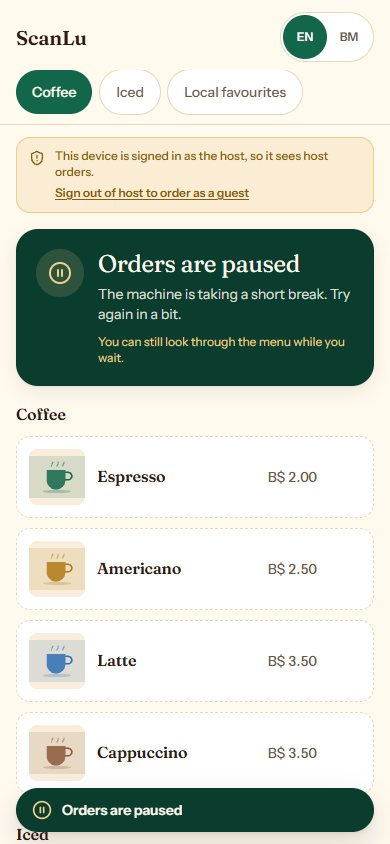 ScanLu
EN
BM
Coffee
Iced
Local favourites
This device is signed in as the host, so it sees host
orders.
Sign out of host to order as a guest
Orders are paused
The machine is taking a short break. Try
again in a bit.
You can still look through the menu while you
wait.
Coffee
Espresso
B$ 2.00
Americano
B$ 2.50
Latte
B$ 3.50
Cappuccino
B$ 3.50
Orders are paused
Iced